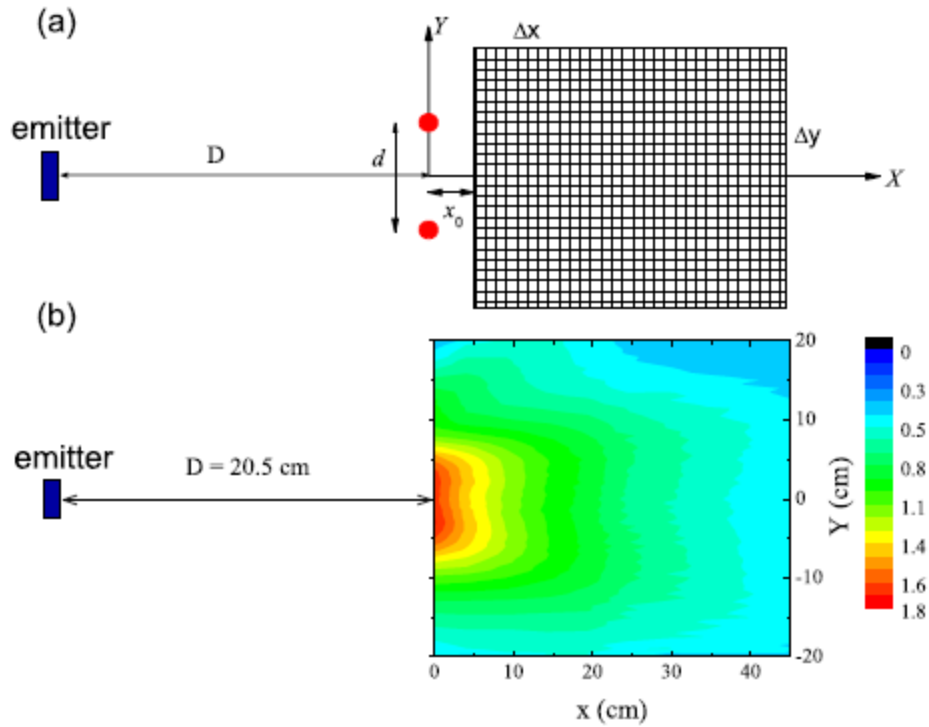 (a)
Δx
Y
emitter
D
d
Δy
X
x₀
(b)
20
0
0.3
10
0.5
emitter
D = 20.5 cm
0.8
0
Y (cm)
1.1
1.4
-10
1.6
1.8
-20
0
10
20
30
40
x (cm)